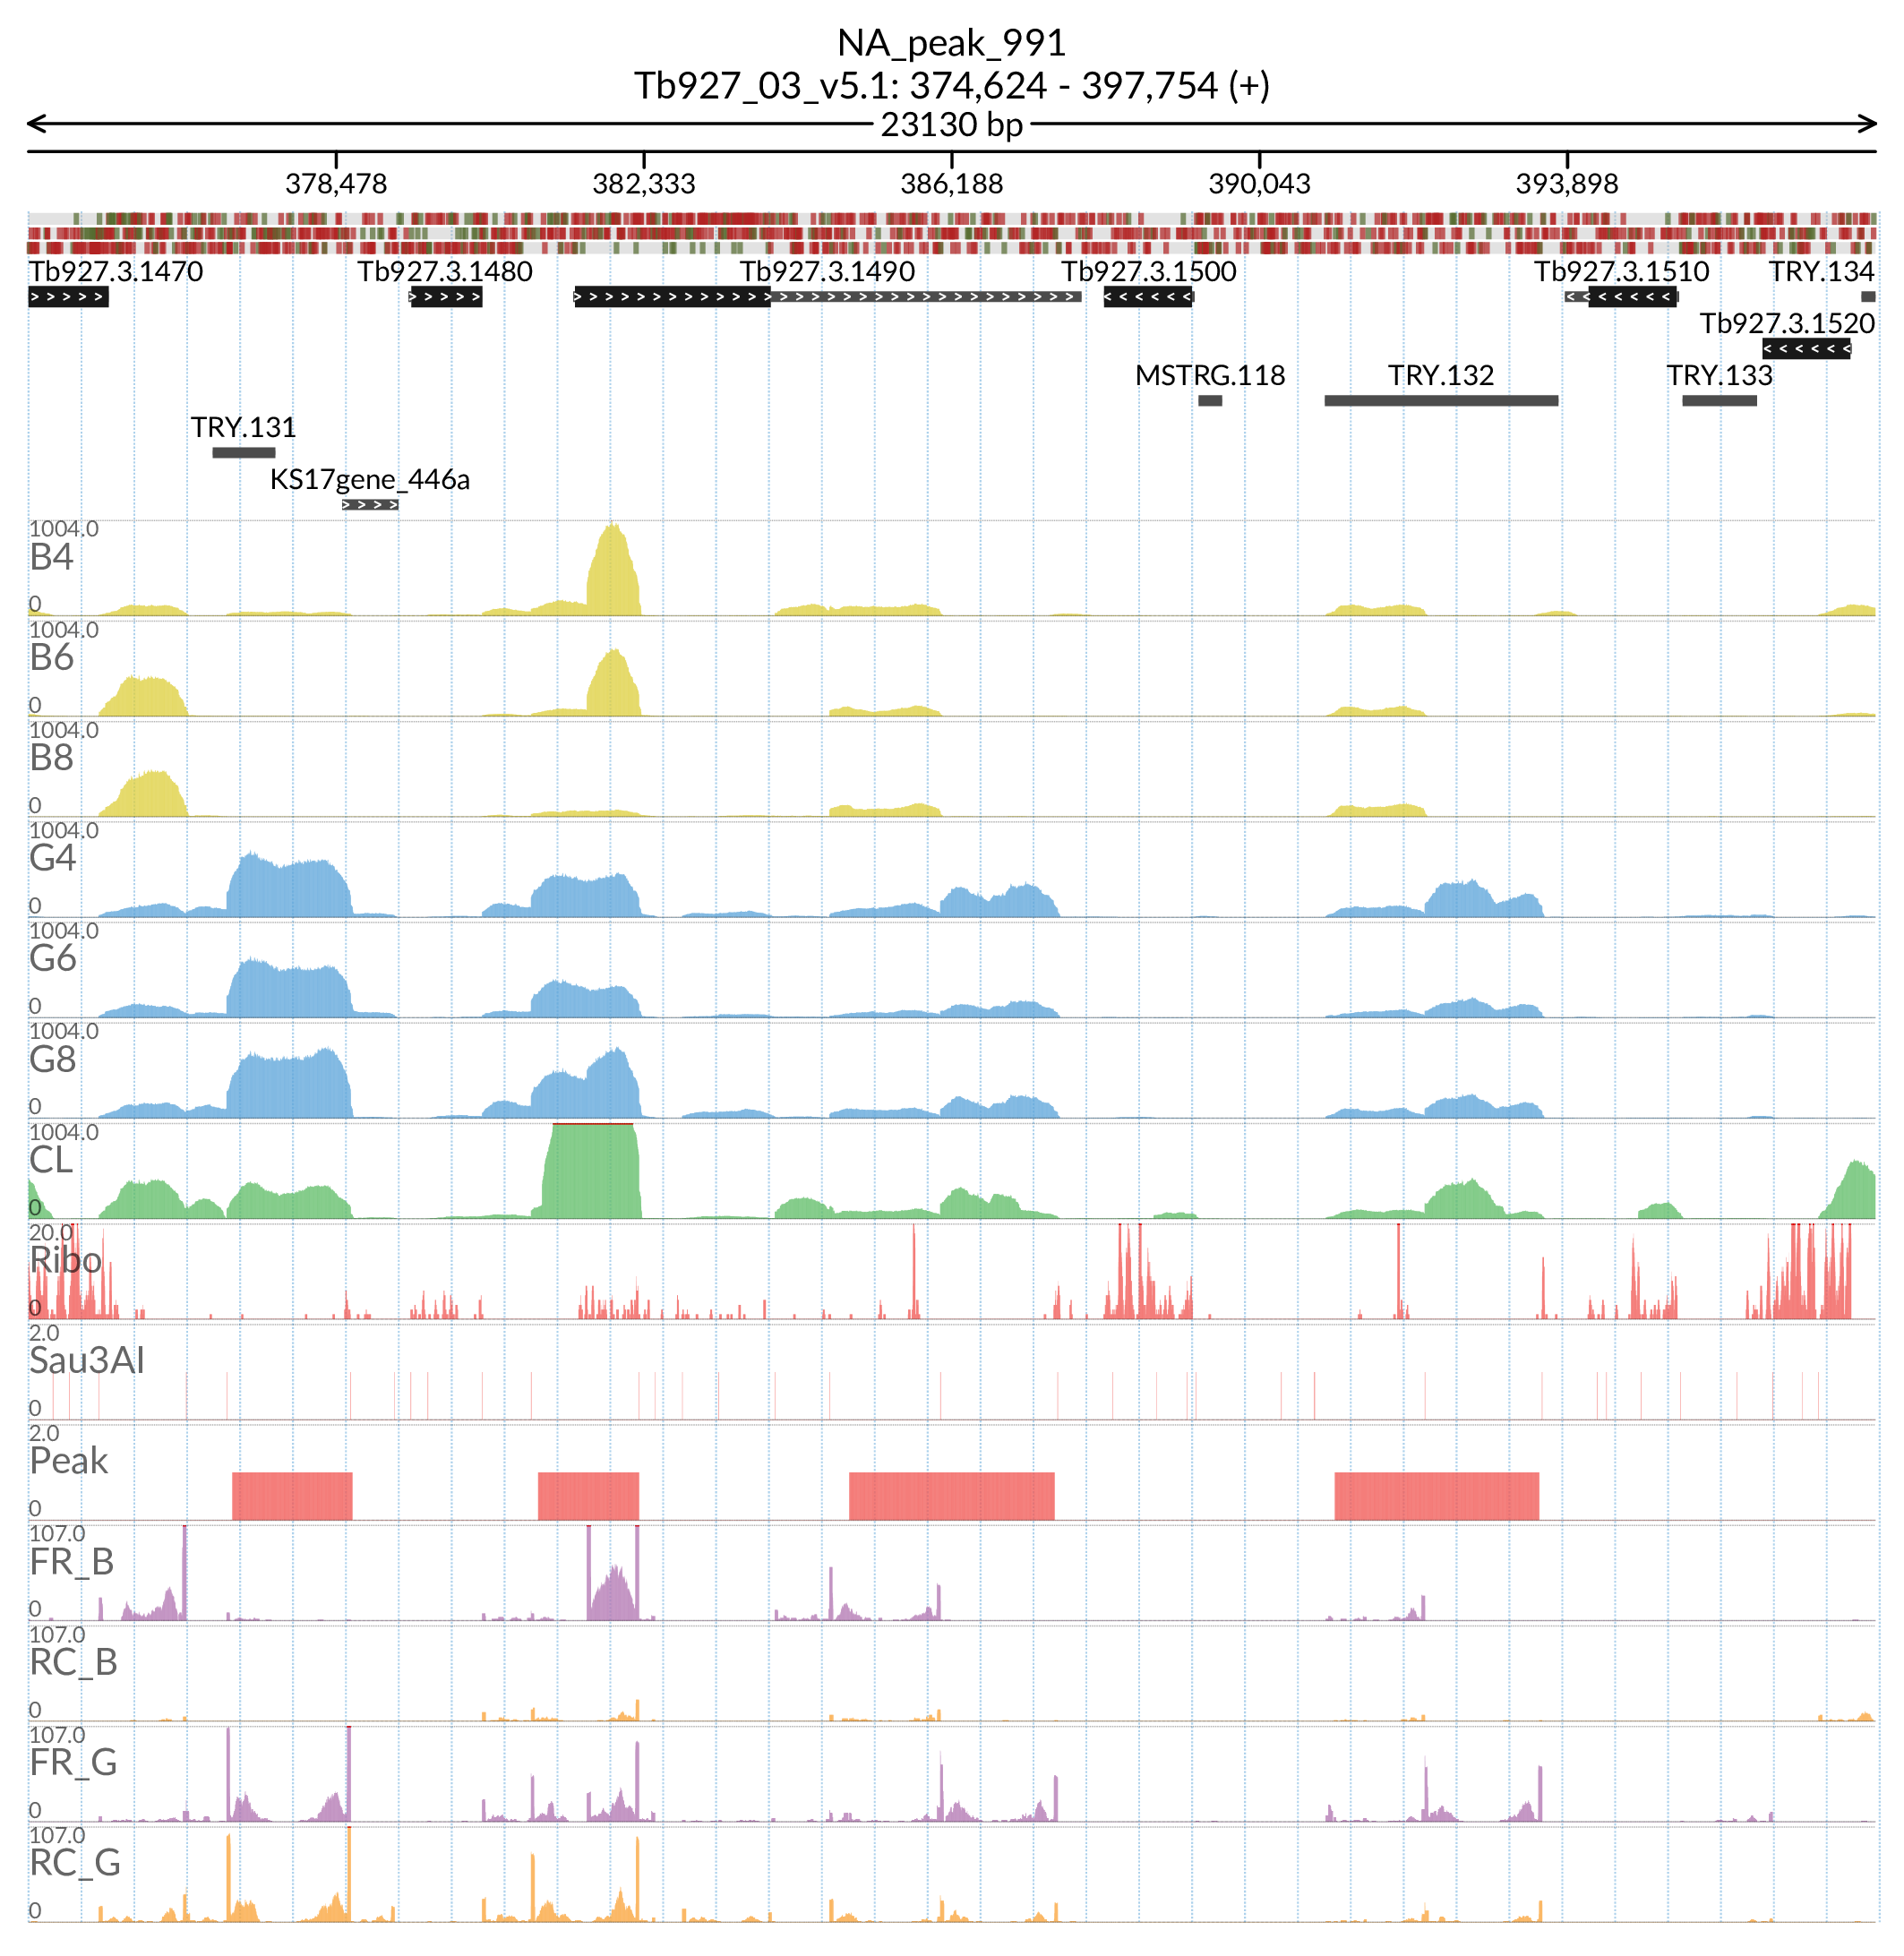 NA_peak_991
Tb927_03_v5.1: 374,624 - 397,754 (+)
23130 bp
378,478 382,333 386,188 390,043 393,898
Tb927.3.1470 Tb927.3.1480 Tb927.3.1490 Tb927.3.1500 Tb927.3.1510 TRY.134
Tb927.3.1520
MSTRG.118 TRY.132 TRY.133
TRY.131
KS17gene_446a
1004.0
B4
0
1004.0
B6
0
1004.0
B8
0
1004.0
G4
0
1004.0
G6
0
1004.0
G8
0
1004.0
CL
0
20.0
Ribo
0
2.0
Sau3AI
0
2.0
Peak
0
107.0
FR_B
0
107.0
RC_B
0
107.0
FR_G
0
107.0
RC_G
0